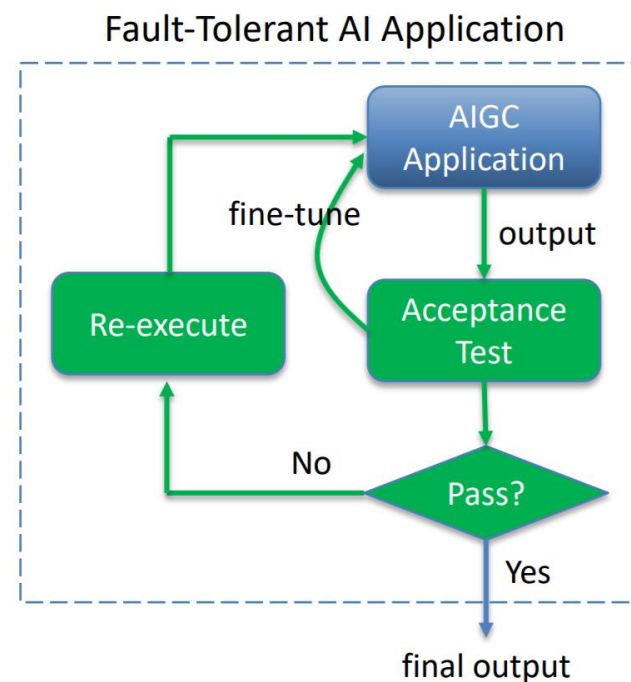 Fault-Tolerant AI Application
AIGC
Application
fine-tune
output
Re-execute
Acceptance
Test
No
Pass?
Yes
final output